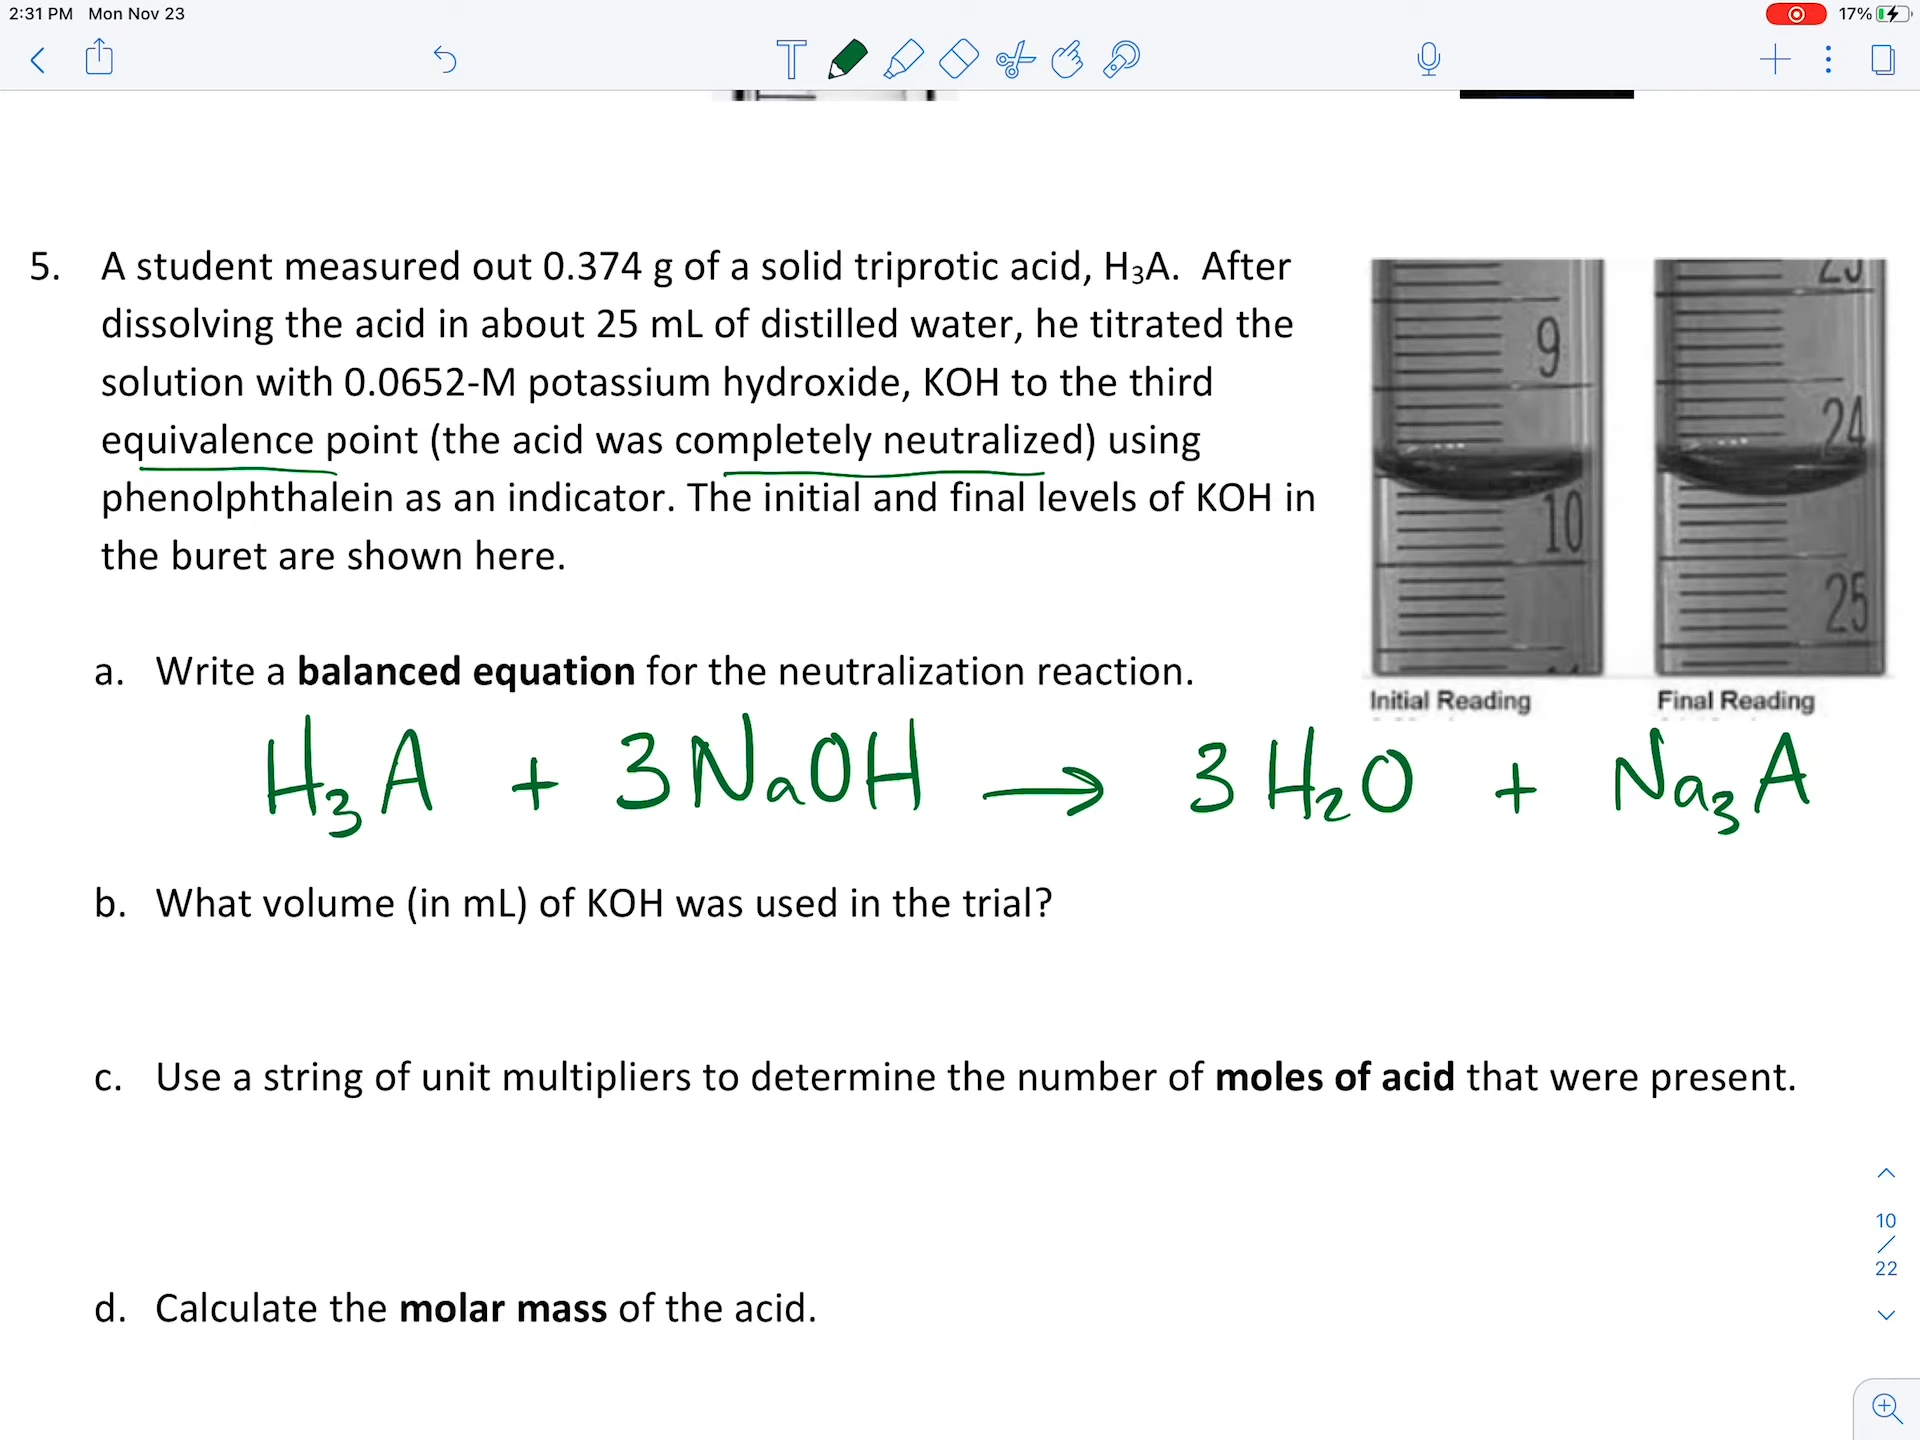 2:31 PM Mon Nov 23
17%
5. A student measured out 0.374 g of a solid triprotic acid, H₃A. After
dissolving the acid in about 25 mL of distilled water, he titrated the
solution with 0.0652-M potassium hydroxide, KOH to the third
equivalence point (the acid was completely neutralized) using
phenolphthalein as an indicator. The initial and final levels of KOH in
the buret are shown here.
9
10
24
25
Initial Reading
Final Reading
a. Write a balanced equation for the neutralization reaction.
H₃A + 3NaOH → 3H₂O + Na₃A
b. What volume (in mL) of KOH was used in the trial?
c. Use a string of unit multipliers to determine the number of moles of acid that were present.
10
/
22
d. Calculate the molar mass of the acid.